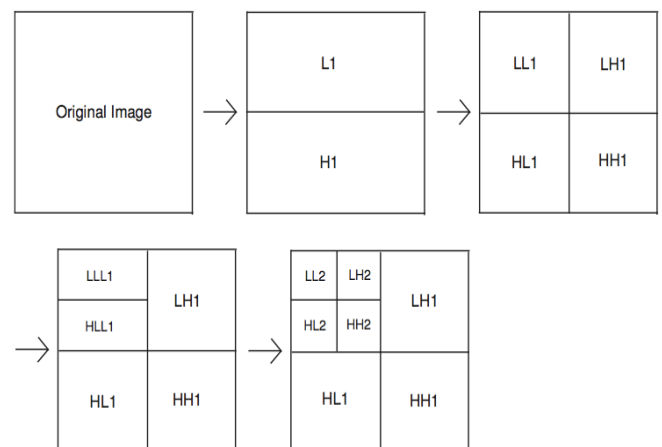 Original Image
L1
H1
LL1 LH1
HL1 HH1
LLL1
HLL1
LH1
HL1 HH1
LL2 LH2
HL2 HH2
LH1
HL1 HH1